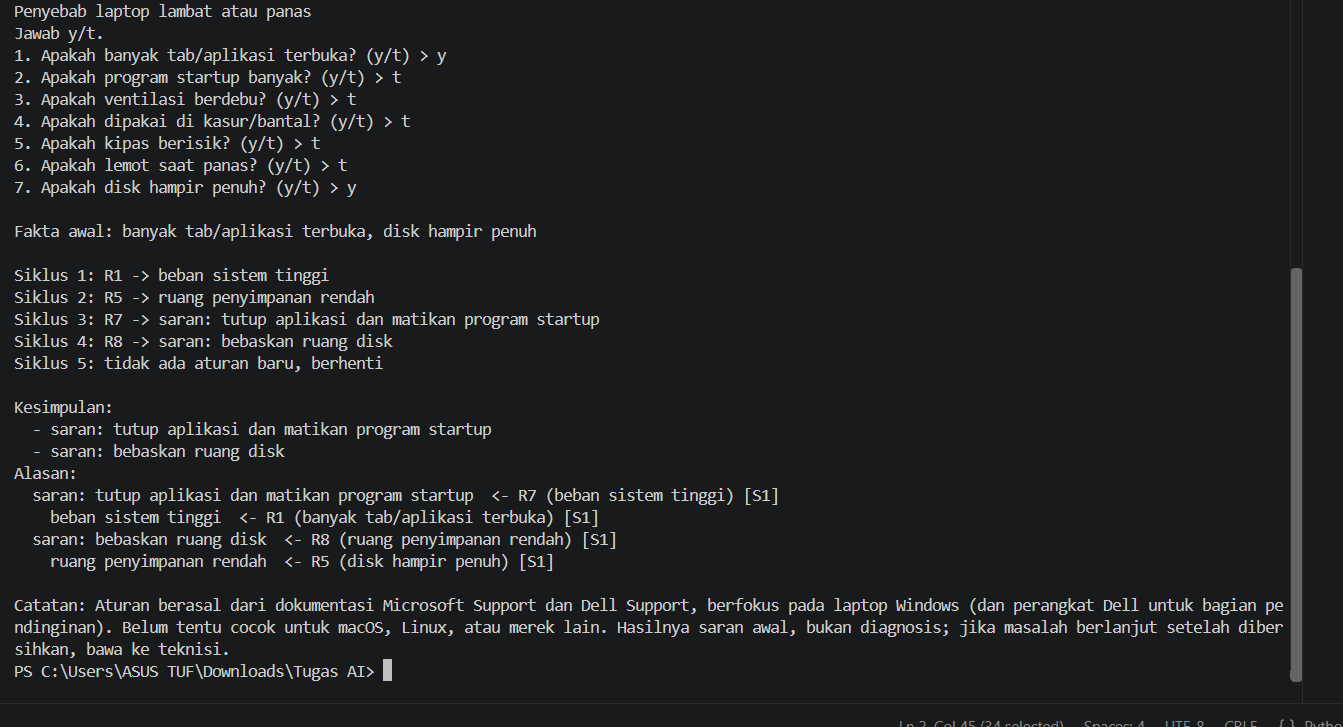 Penyebab laptop lambat atau panas
Jawab y/t.
1. Apakah banyak tab/aplikasi terbuka? (y/t) > y
2. Apakah program startup banyak? (y/t) > t
3. Apakah ventilasi berdebu? (y/t) > t
4. Apakah dipakai di kasur/bantal? (y/t) > t
5. Apakah kipas berisik? (y/t) > t
6. Apakah lemot saat panas? (y/t) > t
7. Apakah disk hampir penuh? (y/t) > y
Fakta awal: banyak tab/aplikasi terbuka, disk hampir penuh
Siklus 1: R1 -> beban sistem tinggi
Siklus 2: R5 -> ruang penyimpanan rendah
Siklus 3: R7 -> saran: tutup aplikasi dan matikan program startup
Siklus 4: R8 -> saran: bebaskan ruang disk
Siklus 5: tidak ada aturan baru, berhenti
Kesimpulan:
- saran: tutup aplikasi dan matikan program startup
- saran: bebaskan ruang disk
Alasan:
saran: tutup aplikasi dan matikan program startup <- R7 (beban sistem tinggi) [S1]
beban sistem tinggi <- R1 (banyak tab/aplikasi terbuka) [S1]
saran: bebaskan ruang disk <- R8 (ruang penyimpanan rendah) [S1]
ruang penyimpanan rendah <- R5 (disk hampir penuh) [S1]
Catatan: Aturan berasal dari dokumentasi Microsoft Support dan Dell Support, berfokus pada laptop Windows (dan perangkat Dell untuk bagian pe
ndinginan). Belum tentu cocok untuk macOS, Linux, atau merek lain. Hasilnya saran awal, bukan diagnosis; jika masalah berlanjut setelah diber
sihkan, bawa ke teknisi.
PS C:\Users\ASUS TUF\Downloads\Tugas AI>
Ln 2, Col 45 (34 selected) Spaces: 4 UTF-8 CRLF { } Pytho